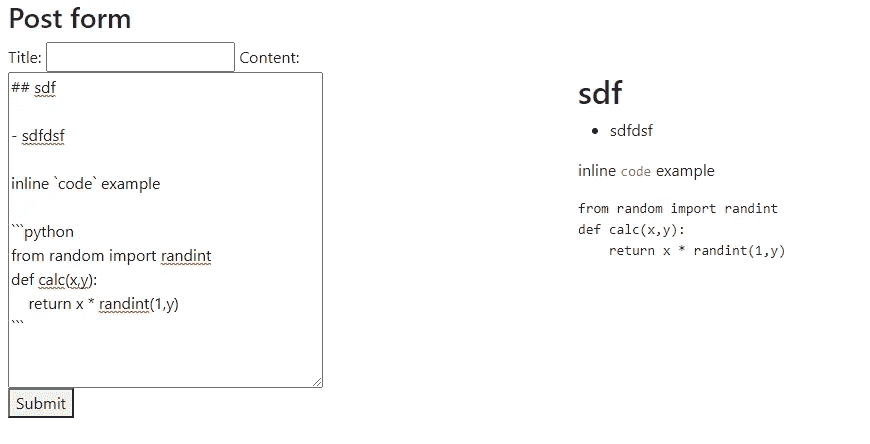 Post form
Title: Content:
## sdf
- sdfdsf
inline `code` example
```python
from random import randint
def calc(x,y):
    return x * randint(1,y)
```
Submit
sdf
• sdfdsf
inline code example
from random import randint
def calc(x,y):
    return x * randint(1,y)